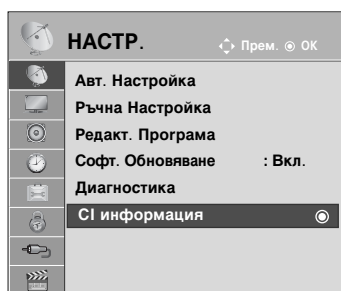 НАСТР.
Прем. OK
Авт. Настройка
Ръчна Настройка
Редакт. Програма
Софт. Обновяване : Вкл.
Диагностика
CI информация